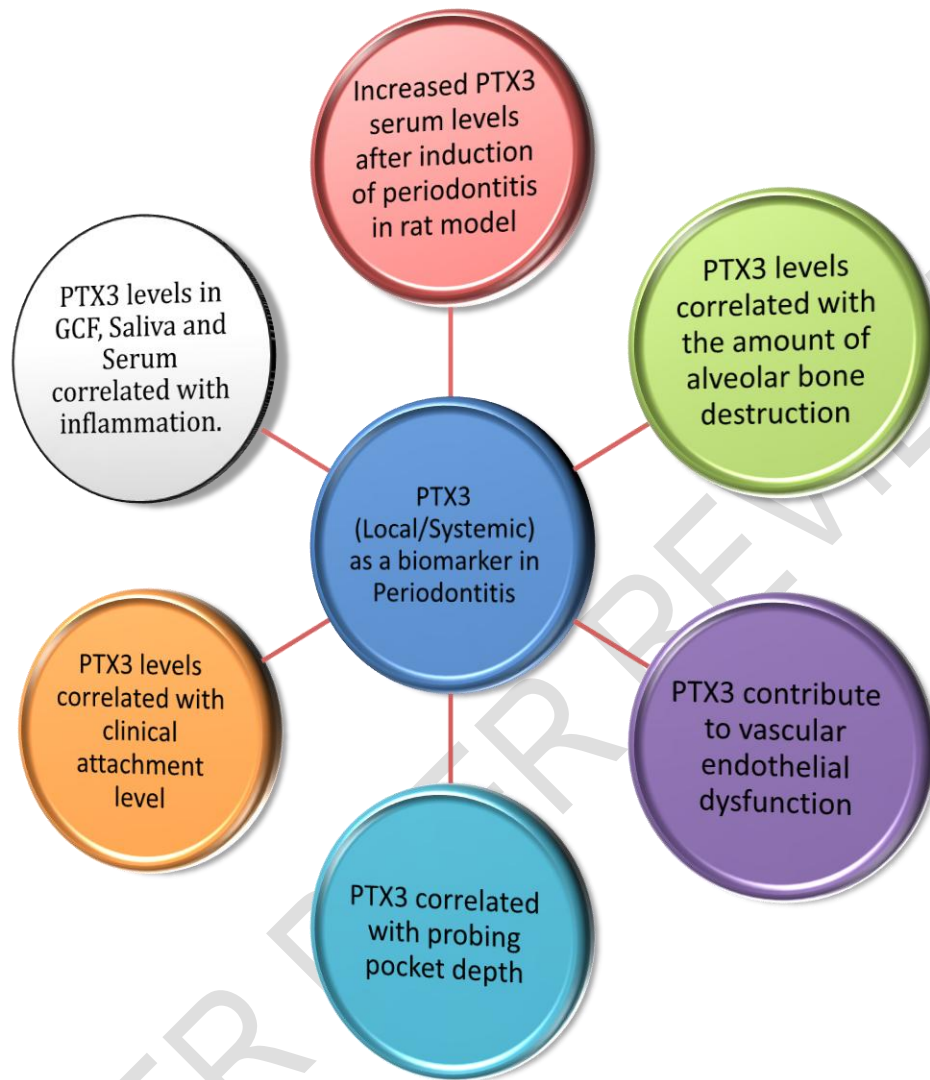 Increased PTX3
serum levels
after induction
of periodontitis
in rat model
PTX3 levels
correlated with
the amount of
alveolar bone
destruction
PTX3 contribute
to vascular
endothelial
dysfunction
PTX3 correlated
with probing
pocket depth
PTX3 levels
correlated with
clinical
attachment
level
PTX3 levels in
GCF, Saliva and
Serum
correlated with
inflammation.
PTX3
(Local/Systemic)
as a biomarker in
Periodontitis
ER PEER REVIE